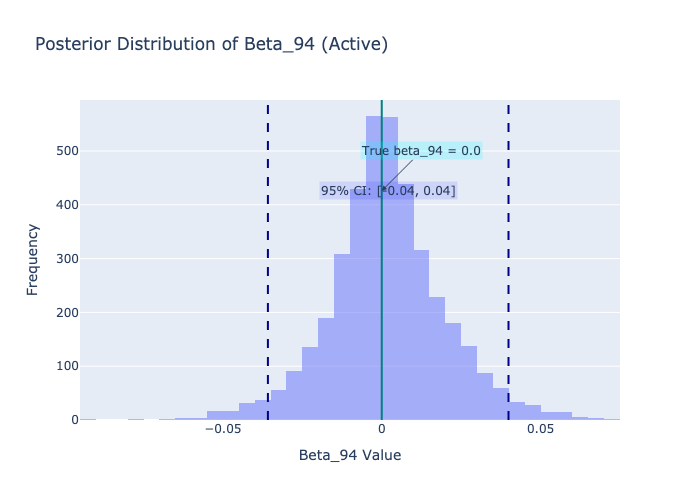 Posterior Distribution of Beta_94 (Active)
500
400
300
200
100
0
Frequency
True beta_94 = 0.0
95% CI: [-0.04, 0.04]
−0.05
0
0.05
Beta_94 Value